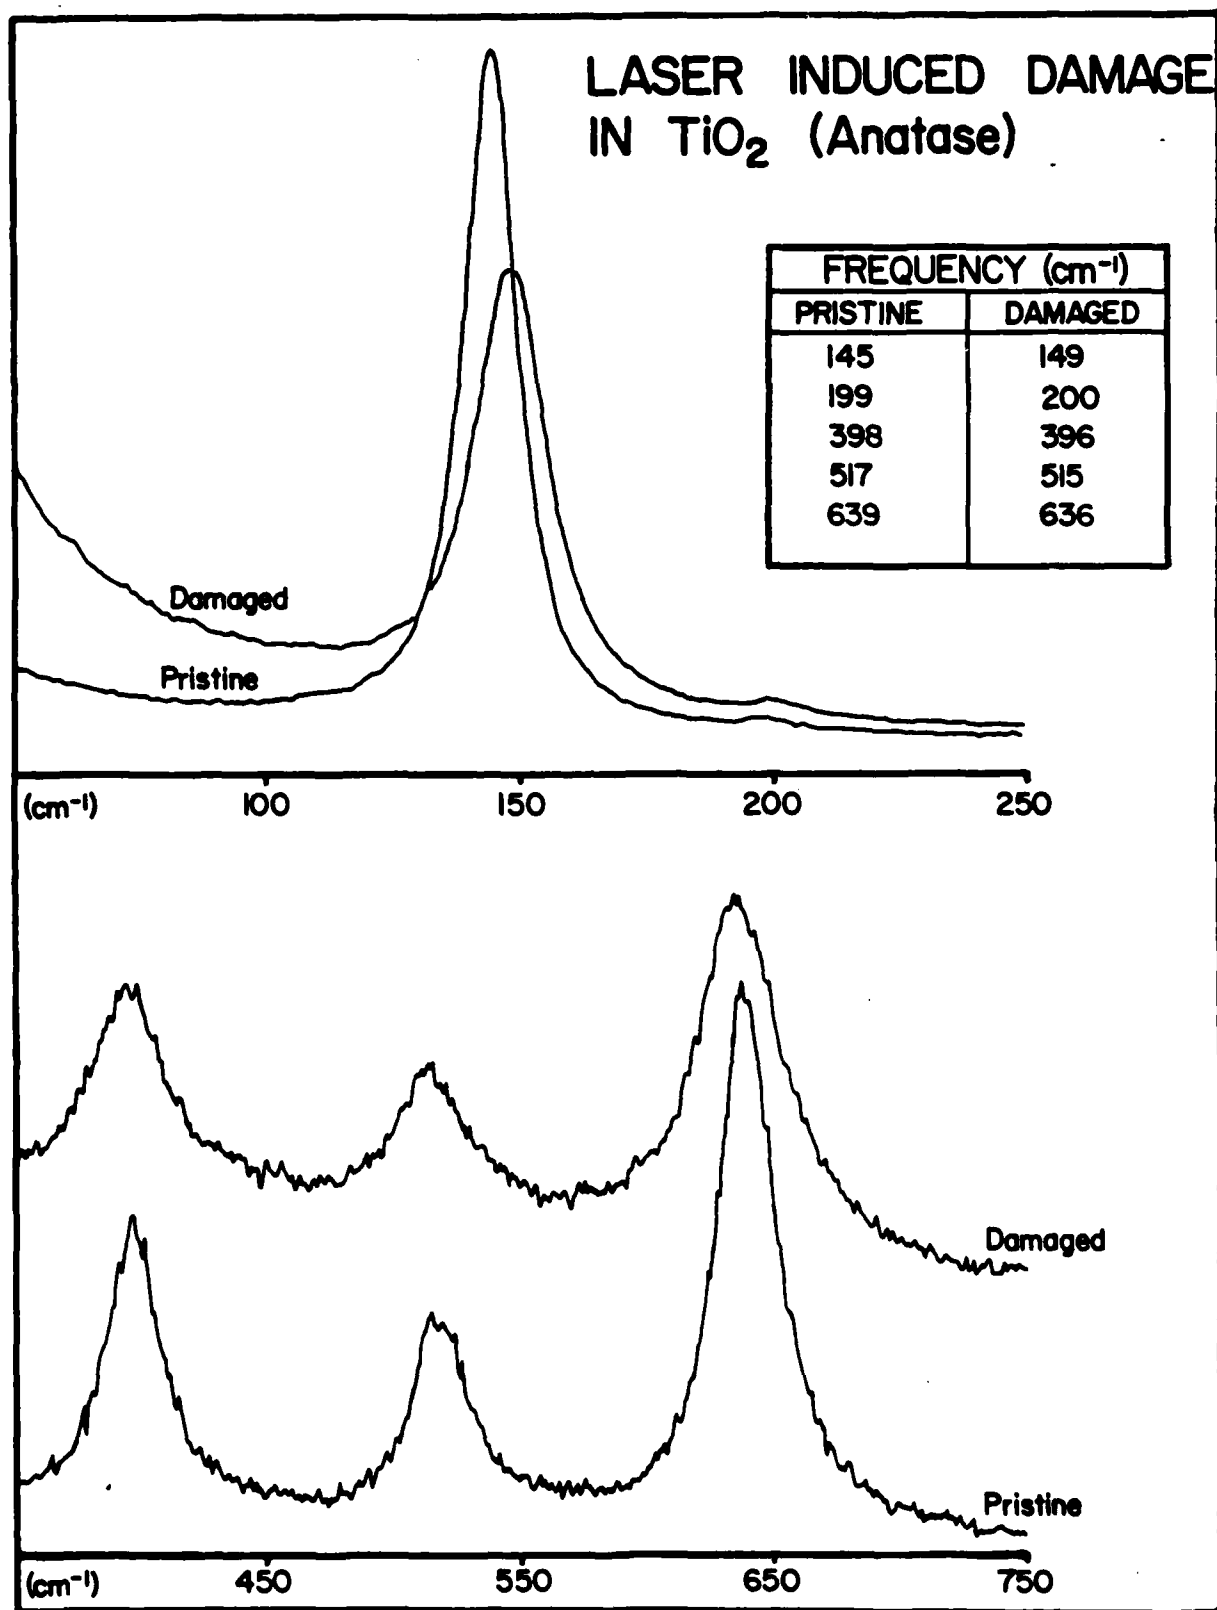 LASER INDUCED DAMAGE
IN TiO₂ (Anatase)
FREQUENCY (cm⁻¹)
PRISTINE DAMAGED
145 149
199 200
398 396
517 515
639 636
Damaged
Pristine
(cm⁻¹) 100 150 200 250
Damaged
Pristine
(cm⁻¹) 450 550 650 750